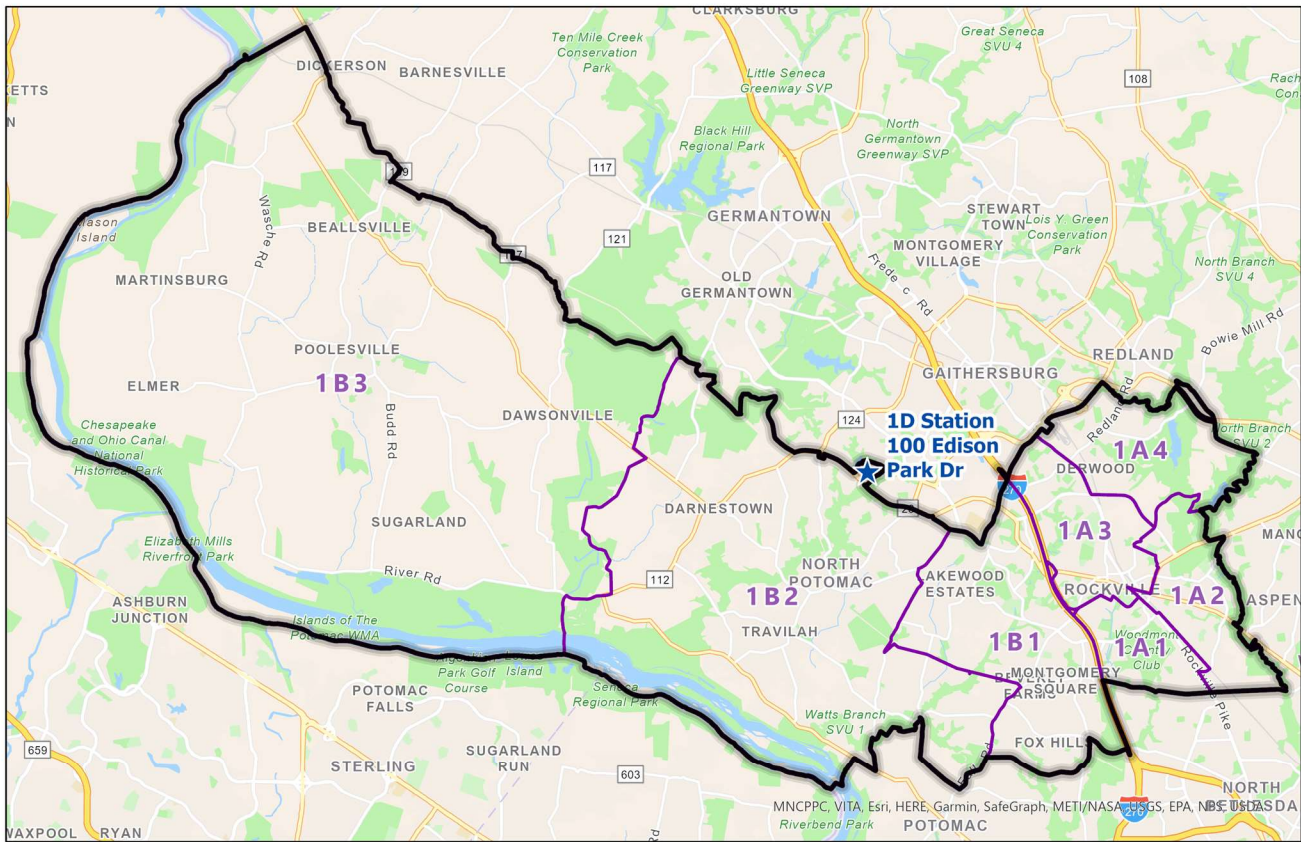 CLARKSBURG
Ten Mile Creek
Conservation
Park
Great Seneca
SVU 4
DICKERSON
BARNESVILLE
Little Seneca
Greenway SVP
108
ETTS
N
Black Hill
Regional Park
North
Germantown
Greenway SVP
117
Wasche Rd
Mason
Island
BEALLSVILLE
GERMANTOWN
STEWART
TOWN
Lois Y. Green
Conservation
Park
121
MONTGOMERY
VILLAGE
North Branch
SVU 4
MARTINSBURG
OLD
GERMANTOWN
Frede c Rd
Bowie Mill Rd
POOLESVILLE
1B3
ELMER
REDLAND
GAITHERSBURG
Redland Rd
Budd Rd
DAWSONVILLE
124
1D Station
100 Edison
Park Dr
North Branch
SVU 2
Chesapeake
and Ohio Canal
National
Historical Park
1A4
DERWOOD
270
DARNESTOWN
SUGARLAND
1A3
MANO
Elizabeth Mills
Riverfront Park
River Rd
112
NORTH
POTOMAC
AKEWOOD
ESTATES
ROCKVILLE
1B2
1A2
ASPEN
ASHBURN
JUNCTION
Islands of The
Potomac WMA
TRAVILAH
1B1
1A1
Woodmont
Country
Club
Rockville Pike
Park Golf
Course
Island
Seneca
Regional Park
POTOMAC
FALLS
MONTGOMERY
SQUARE
BEVERLY
FARMS
Watts Branch
SVU 1
FOX HILLS
659
SUGARLAND
RUN
STERLING
603
Rd
NORTH
BETHESDA
MNCPPC, VITA, Esri, HERE, Garmin, SafeGraph, METI/NASA, USGS, EPA, NPS, USDA
270
WAXPOOL
RYAN
Riverbend Park
POTOMAC